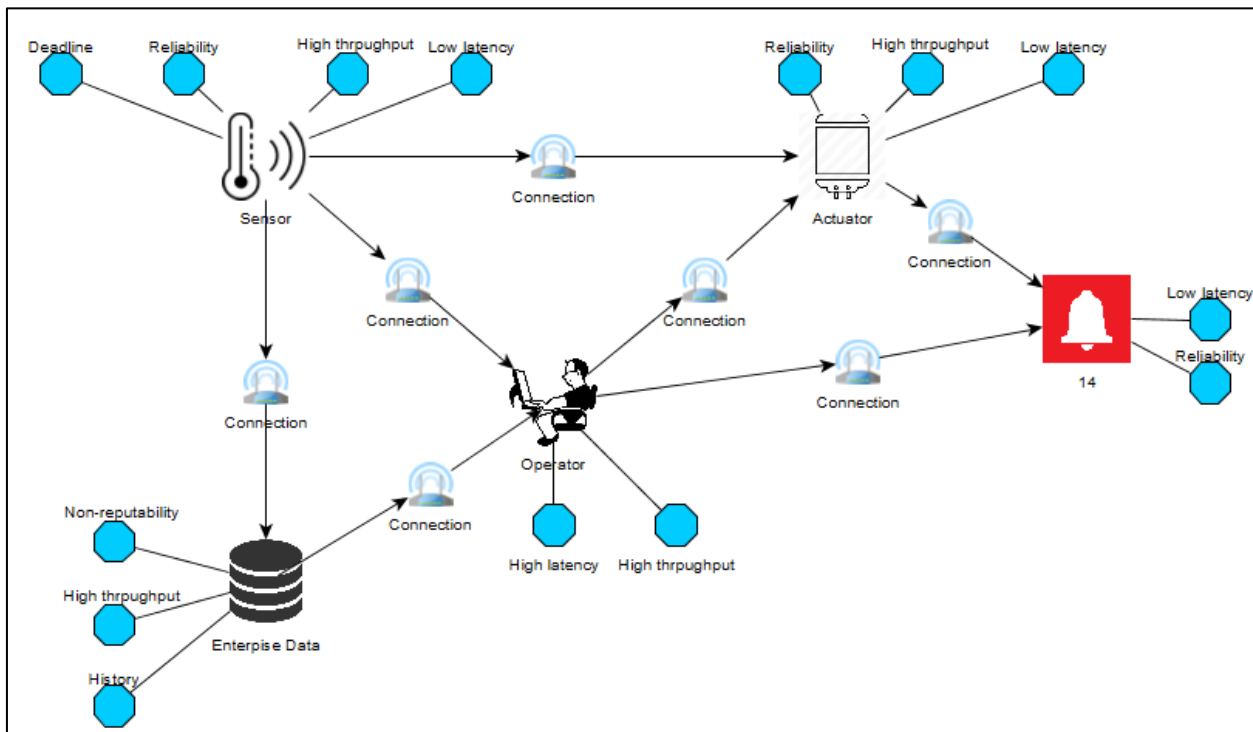 Deadline
Reliability
High thrpughput
Low latency
Reliability
High thrpughput
Low latency
Connection
Sensor
Actuator
Connection
Connection
Connection
Low latency
Reliability
14
Connection
Connection
Operator
Connection
Non-reputability
High latency
High thrpughput
High thrpughput
Enterpise Data
History